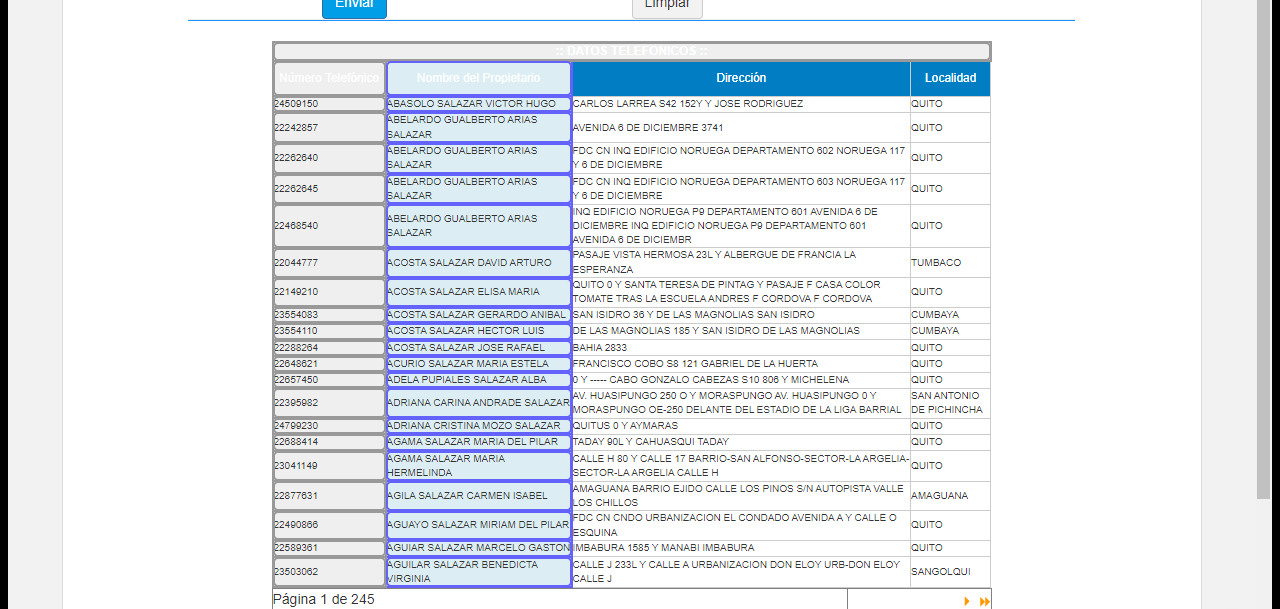 Enviar Limpiar
:: DATOS TELEFÓNICOS ::
Número Telefónico Nombre del Propietario Dirección Localidad
24509150 ABASOLO SALAZAR VICTOR HUGO CARLOS LARREA S42 152Y Y JOSE RODRIGUEZ QUITO
22242857 ABELARDO GUALBERTO ARIAS SALAZAR AVENIDA 6 DE DICIEMBRE 3741 QUITO
22262640 ABELARDO GUALBERTO ARIAS SALAZAR FDC CN INQ EDIFICIO NORUEGA DEPARTAMENTO 602 NORUEGA 117 Y 6 DE DICIEMBRE QUITO
22262645 ABELARDO GUALBERTO ARIAS SALAZAR FDC CN INQ EDIFICIO NORUEGA DEPARTAMENTO 603 NORUEGA 117 Y 6 DE DICIEMBRE QUITO
22468540 ABELARDO GUALBERTO ARIAS SALAZAR INQ EDIFICIO NORUEGA P9 DEPARTAMENTO 601 AVENIDA 6 DE DICIEMBRE INQ EDIFICIO NORUEGA P9 DEPARTAMENTO 601 AVENIDA 6 DE DICIEMBR QUITO
22044777 ACOSTA SALAZAR DAVID ARTURO PASAJE VISTA HERMOSA 23L Y ALBERGUE DE FRANCIA LA ESPERANZA TUMBACO
22149210 ACOSTA SALAZAR ELISA MARIA QUITO 0 Y SANTA TERESA DE PINTAG Y PASAJE F CASA COLOR TOMATE TRAS LA ESCUELA ANDRES F CORDOVA F CORDOVA QUITO
23554083 ACOSTA SALAZAR GERARDO ANIBAL SAN ISIDRO 36 Y DE LAS MAGNOLIAS SAN ISIDRO CUMBAYA
23554110 ACOSTA SALAZAR HECTOR LUIS DE LAS MAGNOLIAS 185 Y SAN ISIDRO DE LAS MAGNOLIAS CUMBAYA
22288264 ACOSTA SALAZAR JOSE RAFAEL BAHIA 2833 QUITO
22648621 ACURIO SALAZAR MARIA ESTELA FRANCISCO COBO S8 121 GABRIEL DE LA HUERTA QUITO
22657450 ADELA PUPIALES SALAZAR ALBA 0 Y ----- CABO GONZALO CABEZAS S10 806 Y MICHELENA QUITO
22395982 ADRIANA CARINA ANDRADE SALAZAR AV. HUASIPUNGO 250 O Y MORASPUNGO AV. HUASIPUNGO 0 Y MORASPUNGO OE-250 DELANTE DEL ESTADIO DE LA LIGA BARRIAL SAN ANTONIO DE PICHINCHA
24799230 ADRIANA CRISTINA MOZO SALAZAR QUITUS 0 Y AYMARAS QUITO
22688414 AGAMA SALAZAR MARIA DEL PILAR TADAY 90L Y CAHUASQUI TADAY QUITO
23041149 AGAMA SALAZAR MARIA HERMELINDA CALLE H 80 Y CALLE 17 BARRIO-SAN ALFONSO-SECTOR-LA ARGELIA-SECTOR-LA ARGELIA CALLE H QUITO
22877631 AGILA SALAZAR CARMEN ISABEL AMAGUANA BARRIO EJIDO CALLE LOS PINOS S/N AUTOPISTA VALLE LOS CHILLOS AMAGUANA
22490866 AGUAYO SALAZAR MIRIAM DEL PILAR FDC CN CNDO URBANIZACION EL CONDADO AVENIDA A Y CALLE O ESQUINA QUITO
22589361 AGUIAR SALAZAR MARCELO GASTON IMBABURA 1585 Y MANABI IMBABURA QUITO
23503062 AGUILAR SALAZAR BENEDICTA VIRGINIA CALLE J 233L Y CALLE A URBANIZACION DON ELOY URB-DON ELOY CALLE J SANGOLQUI
Página 1 de 245